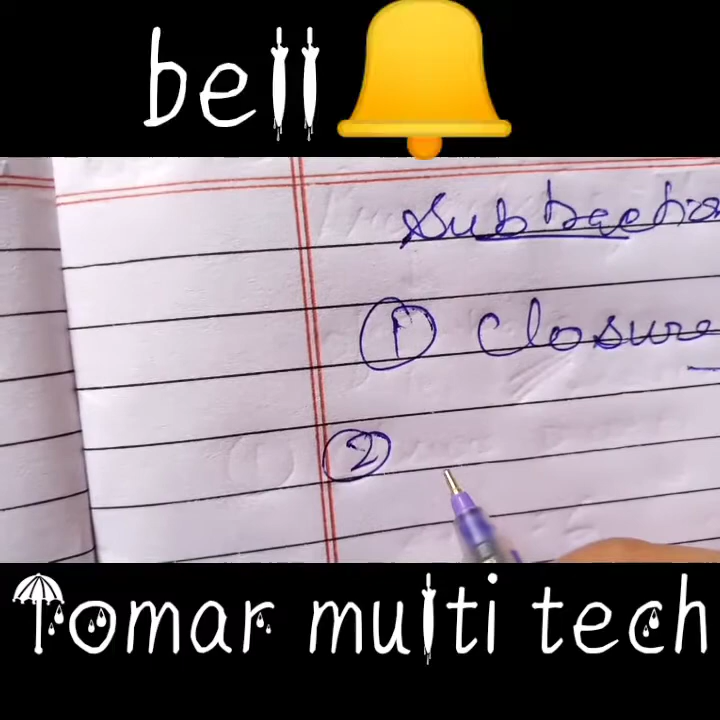 bell
Subtractio
① Closure
②
Tomar multi tech